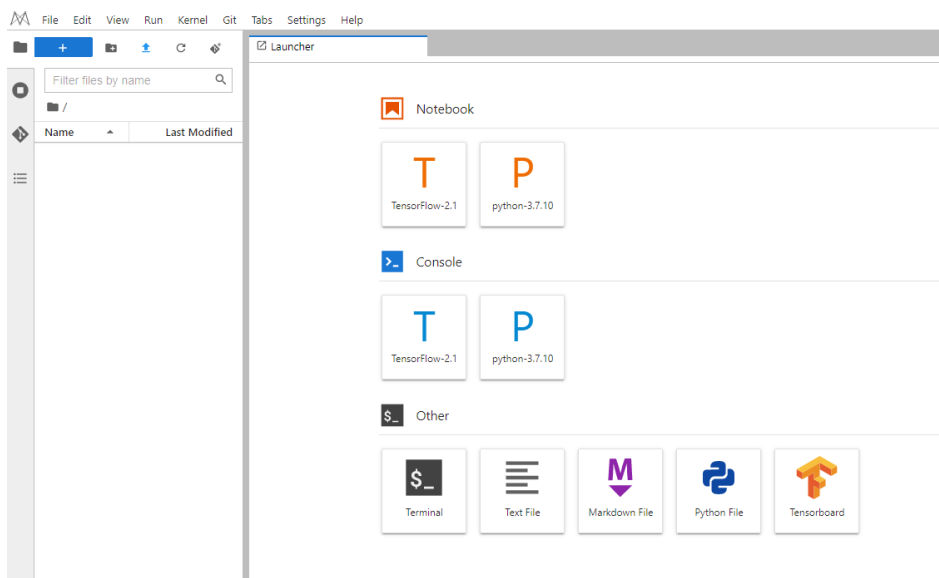 File Edit View Run Kernel Git Tabs Settings Help
+
Launcher
Filter files by name
/
Name Last Modified
Notebook
T P
TensorFlow-2.1 python-3.7.10
>_ Console
T P
TensorFlow-2.1 python-3.7.10
$_ Other
$_ M
Terminal Text File Markdown File Python File Tensorboard